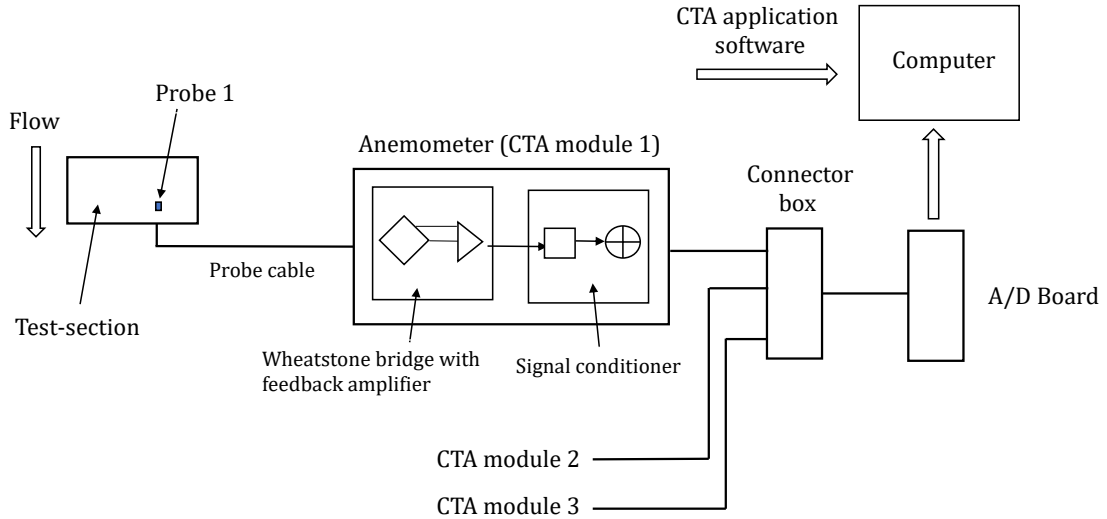 CTA application
software
Computer
Probe 1
Flow
Anemometer (CTA module 1)
Connector
box
Probe cable
A/D Board
Test-section
Wheatstone bridge with
feedback amplifier
Signal conditioner
CTA module 2
CTA module 3